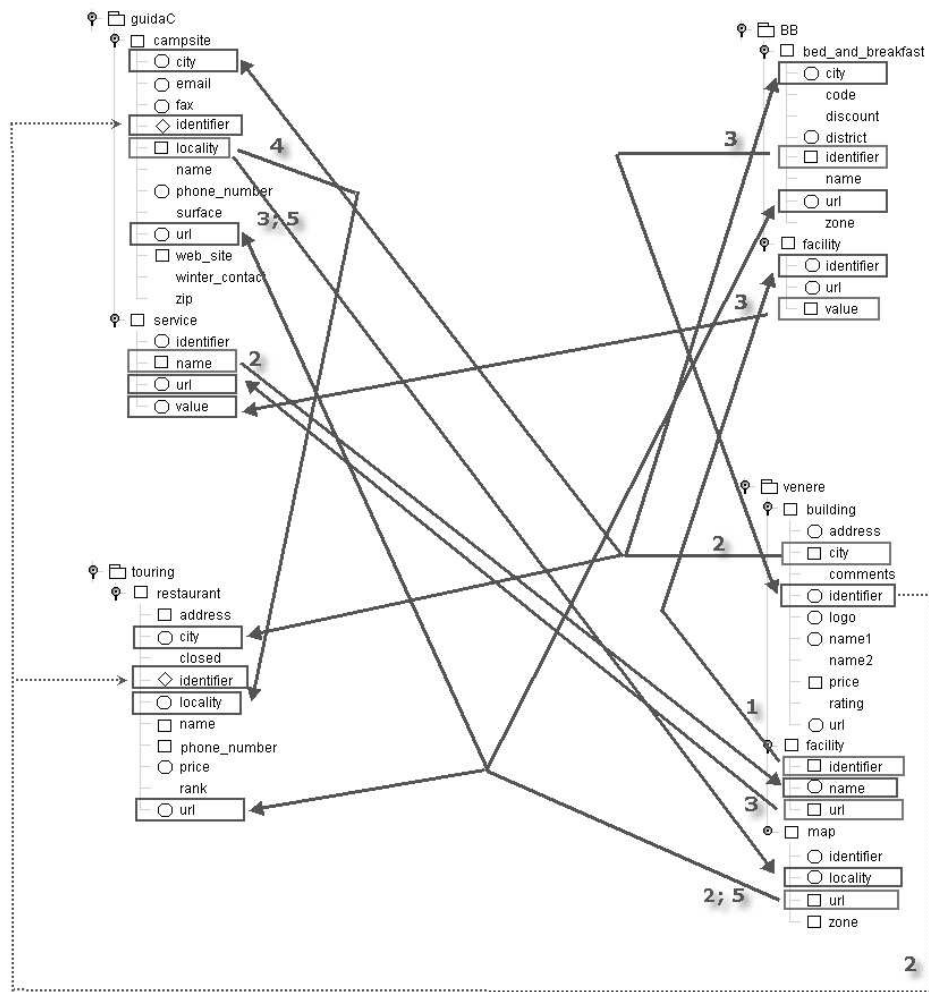 guidaC
campsite
city
email
fax
identifier
locality
name
phone_number
surface
url
web_site
winter_contact
zip
service
identifier
name
url
value
4
3; 5
2
BB
bed_and_breakfast
city
code
discount
district
identifier
name
url
zone
facility
identifier
url
value
3
3
touring
restaurant
address
city
closed
identifier
locality
name
phone_number
price
rank
url
venere
building
address
city
comments
identifier
logo
name1
name2
price
rating
url
facility
identifier
name
url
map
identifier
locality
url
zone
2
1
3
2; 5
2